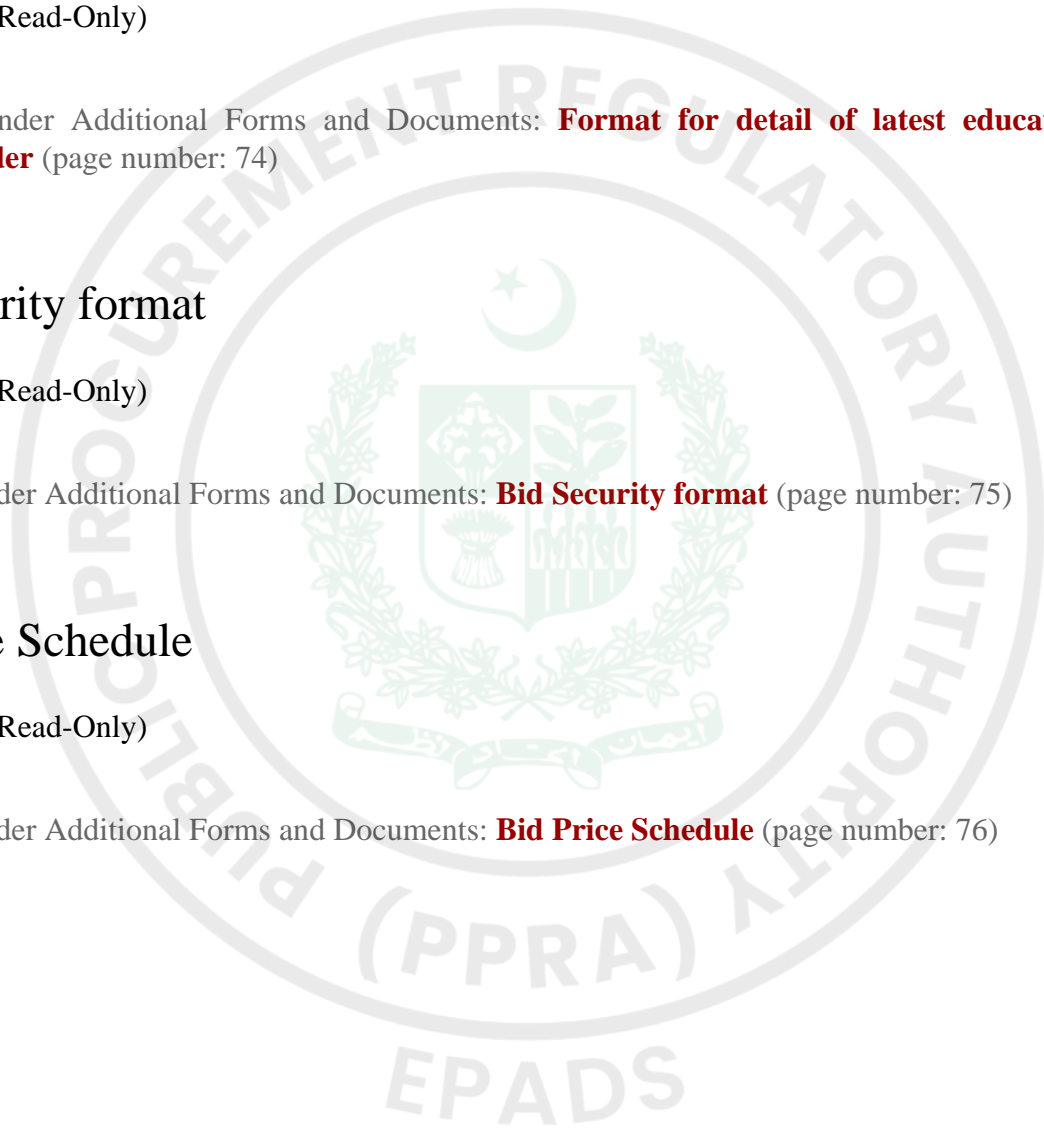 Read-Only)
nder Additional Forms and Documents: Format for detail of latest educa
der (page number: 74)
rity format
Read-Only)
der Additional Forms and Documents: Bid Security format (page number: 75)
e Schedule
Read-Only)
der Additional Forms and Documents: Bid Price Schedule (page number: 76)
PUBLIC PROCUREMENT REGULATORY AUTHORITY
(PPRA)
EPADS